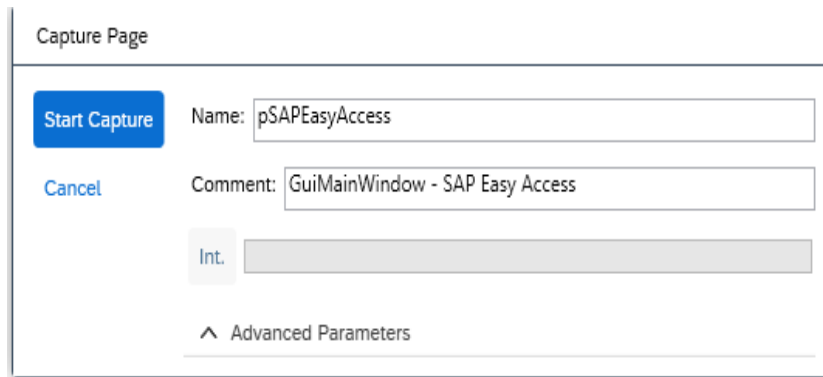 Capture Page
Start Capture
Name: pSAPEasyAccess
Cancel
Comment: GuiMainWindow - SAP Easy Access
Int.
Advanced Parameters